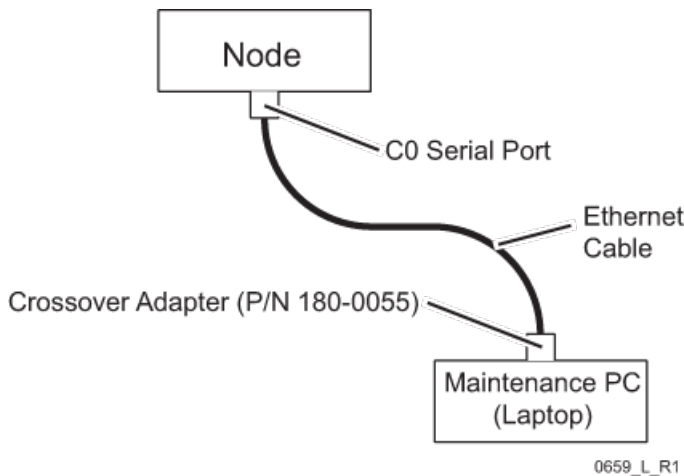 Node
C0 Serial Port
Ethernet
Cable
Crossover Adapter (P/N 180-0055)
Maintenance PC
(Laptop)
0659_L_R1